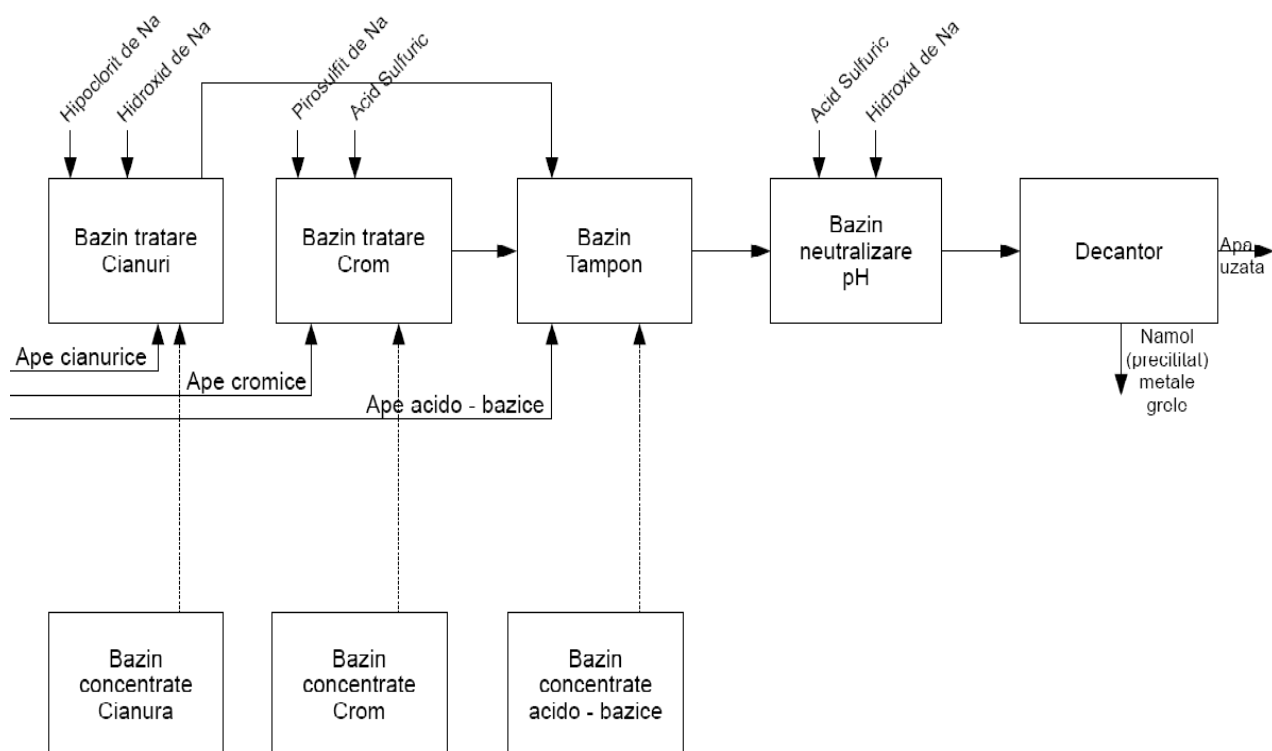 Hipoclorit de Na
Hidroxid de Na
Pirosulfit de Na
Acid Sulfuric
Acid Sulfuric
Hidroxid de Na
Bazin tratare
Cianuri
Bazin tratare
Crom
Bazin
Tampon
Bazin
neutralizare
pH
Decantor
Apa
uzata
Ape cianurice
Ape cromice
Ape acido - bazice
Namol
(precilitat)
metale
grele
Bazin
concentrate
Cianura
Bazin
concentrate
Crom
Bazin
concentrate
acido - bazice